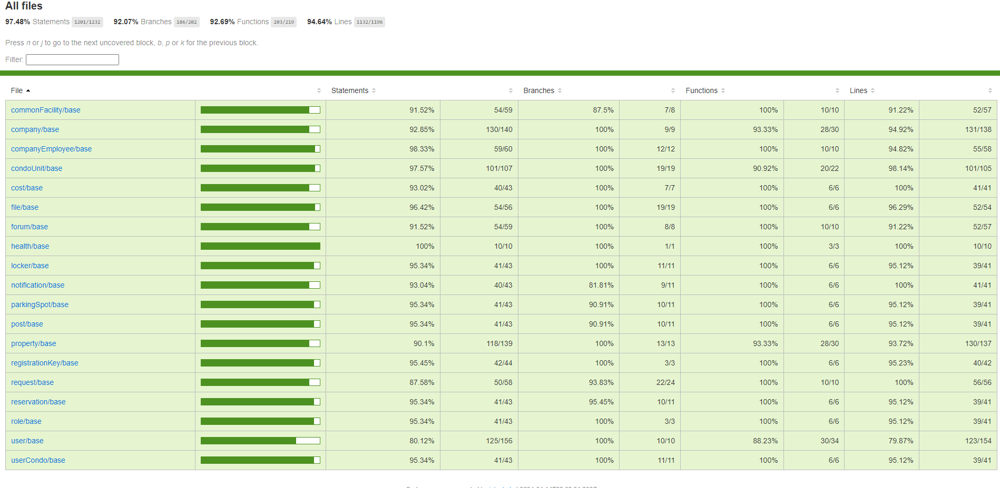 All files
97.48% Statements 1201/1232 92.07% Branches 186/202 92.69% Functions 203/219 94.64% Lines 1132/1196
Press n or j to go to the next uncovered block, b, p or k for the previous block.
Filter:
File Statements Branches Functions Lines
commonFacility/base 91.52% 54/59 87.5% 7/8 100% 10/10 91.22% 52/57
company/base 92.85% 130/140 100% 9/9 93.33% 28/30 94.92% 131/138
companyEmployee/base 98.33% 59/60 100% 12/12 100% 10/10 94.82% 55/58
condoUnit/base 97.57% 101/107 100% 19/19 90.92% 20/22 98.14% 101/105
cost/base 93.02% 40/43 100% 7/7 100% 6/6 100% 41/41
file/base 96.42% 54/56 100% 19/19 100% 6/6 96.29% 52/54
forum/base 91.52% 54/59 100% 8/8 100% 10/10 91.22% 52/57
health/base 100% 10/10 100% 1/1 100% 3/3 100% 10/10
locker/base 95.34% 41/43 100% 11/11 100% 6/6 95.12% 39/41
notification/base 93.04% 40/43 81.81% 9/11 100% 6/6 100% 41/41
parkingSpot/base 95.34% 41/43 90.91% 10/11 100% 6/6 95.12% 39/41
post/base 95.34% 41/43 90.91% 10/11 100% 6/6 95.12% 39/41
property/base 90.1% 118/139 100% 13/13 93.33% 28/30 93.72% 130/137
registrationKey/base 95.45% 42/44 100% 3/3 100% 6/6 95.23% 40/42
request/base 87.58% 50/58 93.83% 22/24 100% 10/10 100% 56/56
reservation/base 95.34% 41/43 95.45% 10/11 100% 6/6 95.12% 39/41
role/base 95.34% 41/43 100% 3/3 100% 6/6 95.12% 39/41
user/base 80.12% 125/156 100% 10/10 88.23% 30/34 79.87% 123/154
userCondo/base 95.34% 41/43 100% 11/11 100% 6/6 95.12% 39/41